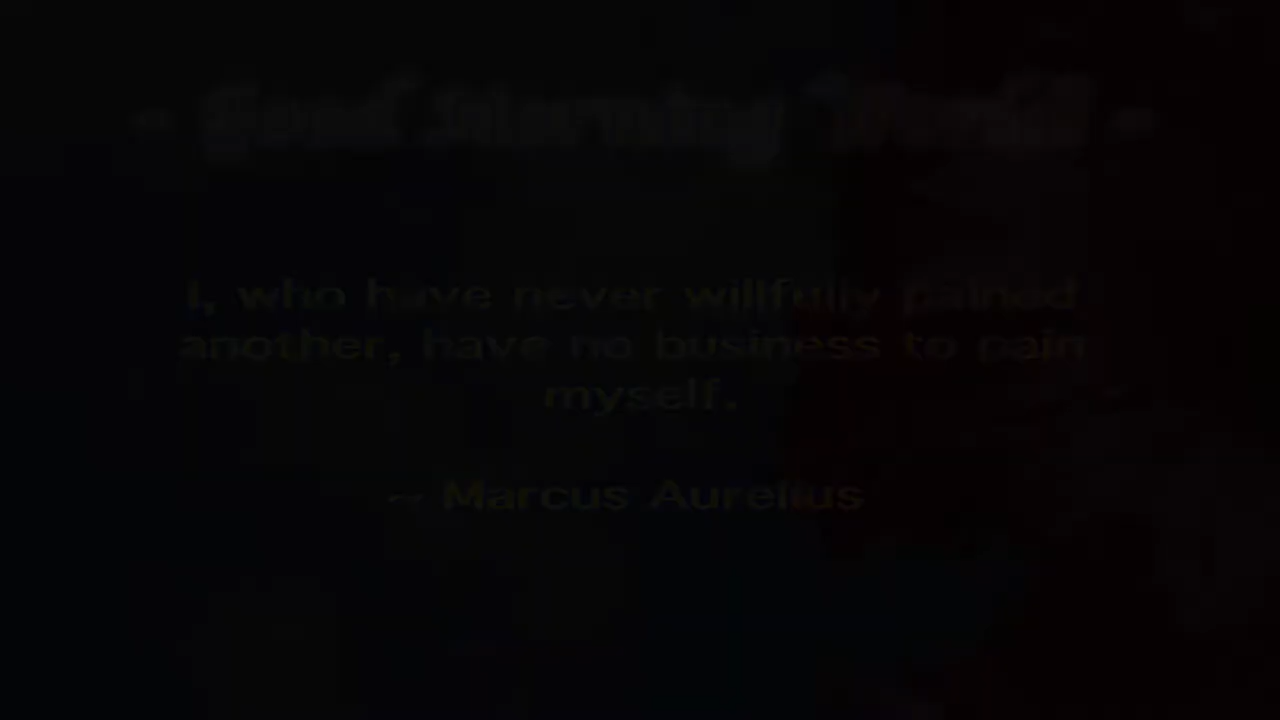 - Good Morning World -
I, who have never willfully pained
another, have no business to pain
myself.
-- Marcus Aurelius